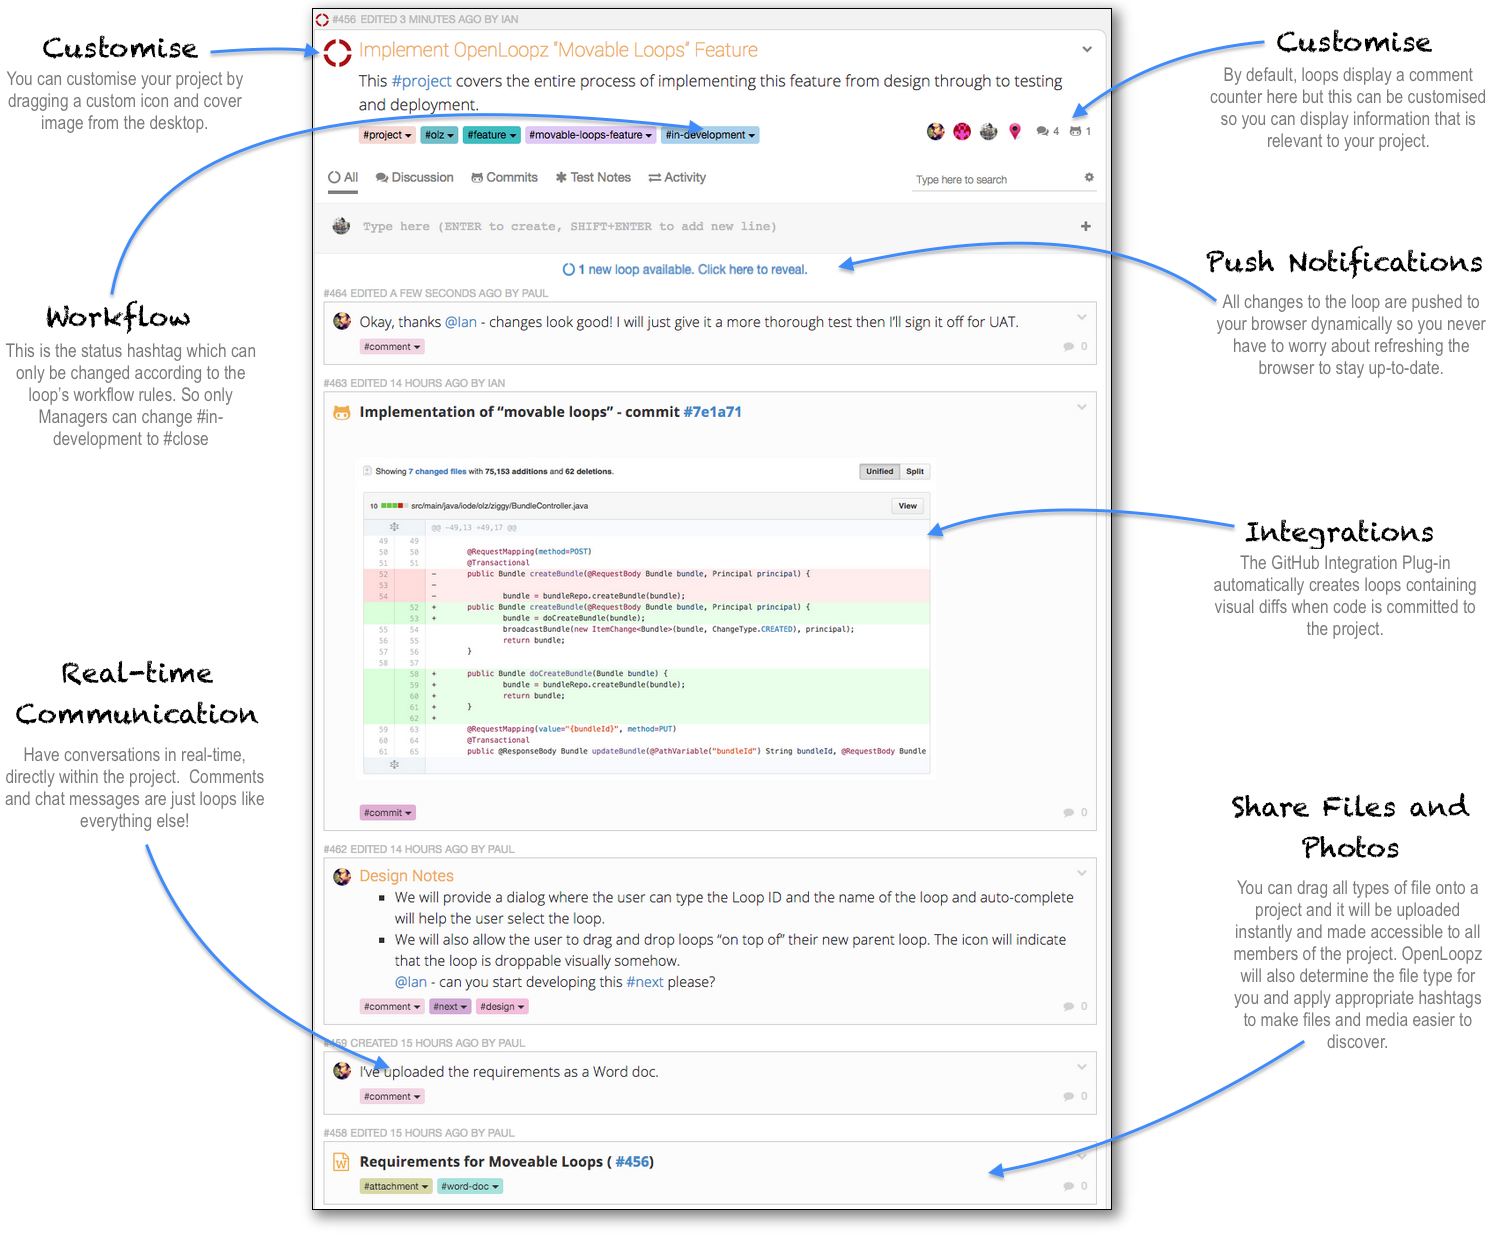 Customise
You can customise your project by
dragging a custom icon and cover
image from the desktop.
Workflow
This is the status hashtag which can
only be changed according to the
loop's workflow rules. So only
Managers can change #in-
development to #close
Real-time
Communication
Have conversations in real-time,
directly within the project. Comments
and chat messages are just loops like
everything else!
#456 EDITED 3 MINUTES AGO BY IAN
Implement OpenLoopz "Movable Loops" Feature
This #project covers the entire process of implementing this feature from design through to testing
and deployment.
#project #olz #feature #movable-loops-feature #in-development
4 1
All Discussion Commits Test Notes Activity
Type here to search
Type here (ENTER to create, SHIFT+ENTER to add new line)
1 new loop available. Click here to reveal.
#464 EDITED A FEW SECONDS AGO BY PAUL
Okay, thanks @Ian - changes look good! I will just give it a more thorough test then I'll sign it off for UAT.
#comment 0
#463 EDITED 14 HOURS AGO BY IAN
Implementation of “movable loops” - commit #7e1a71
Showing 7 changed files with 75,153 additions and 62 deletions.
Unified Split
10 src/main/java/iode/olz/ziggy/BundleController.java View
@@ -49,13 +49,17 @@
49 49
50 50 @RequestMapping(method=POST)
51 51 @Transactional
52 - public Bundle createBundle(@RequestBody Bundle bundle, Principal principal) {
53 -
54 - bundle = bundleRepo.createBundle(bundle);
52 + public Bundle createBundle(@RequestBody Bundle bundle, Principal principal) {
53 + bundle = doCreateBundle(bundle);
55 54 broadcastBundle(new ItemChange<Bundle>(bundle, ChangeType.CREATED), principal);
56 55 return bundle;
57 56 }
58 57
58 + public Bundle doCreateBundle(Bundle bundle) {
59 + bundle = bundleRepo.createBundle(bundle);
60 + return bundle;
61 + }
62 +
59 63 @RequestMapping(value="{bundleId}", method=PUT)
60 64 @Transactional
61 65 public @ResponseBody Bundle updateBundle(@PathVariable("bundleId") String bundleId, @RequestBody Bundle
#commit 0
#462 EDITED 14 HOURS AGO BY PAUL
Design Notes
We will provide a dialog where the user can type the Loop ID and the name of the loop and auto-complete
will help the user select the loop.
We will also allow the user to drag and drop loops “on top of” their new parent loop. The icon will indicate
that the loop is droppable visually somehow.
@Ian - can you start developing this #next please?
#comment #next #design 0
#459 CREATED 15 HOURS AGO BY PAUL
I've uploaded the requirements as a Word doc.
#comment 0
#458 EDITED 15 HOURS AGO BY PAUL
Requirements for Moveable Loops ( #456)
#attachment #word-doc 0
Customise
By default, loops display a comment
counter here but this can be customised
so you can display information that is
relevant to your project.
Push Notifications
All changes to the loop are pushed to
your browser dynamically so you never
have to worry about refreshing the
browser to stay up-to-date.
Integrations
The GitHub Integration Plug-in
automatically creates loops containing
visual diffs when code is committed to
the project.
Share Files and
Photos
You can drag all types of file onto a
project and it will be uploaded
instantly and made accessible to all
members of the project. OpenLoopz
will also determine the file type for
you and apply appropriate hashtags
to make files and media easier to
discover.